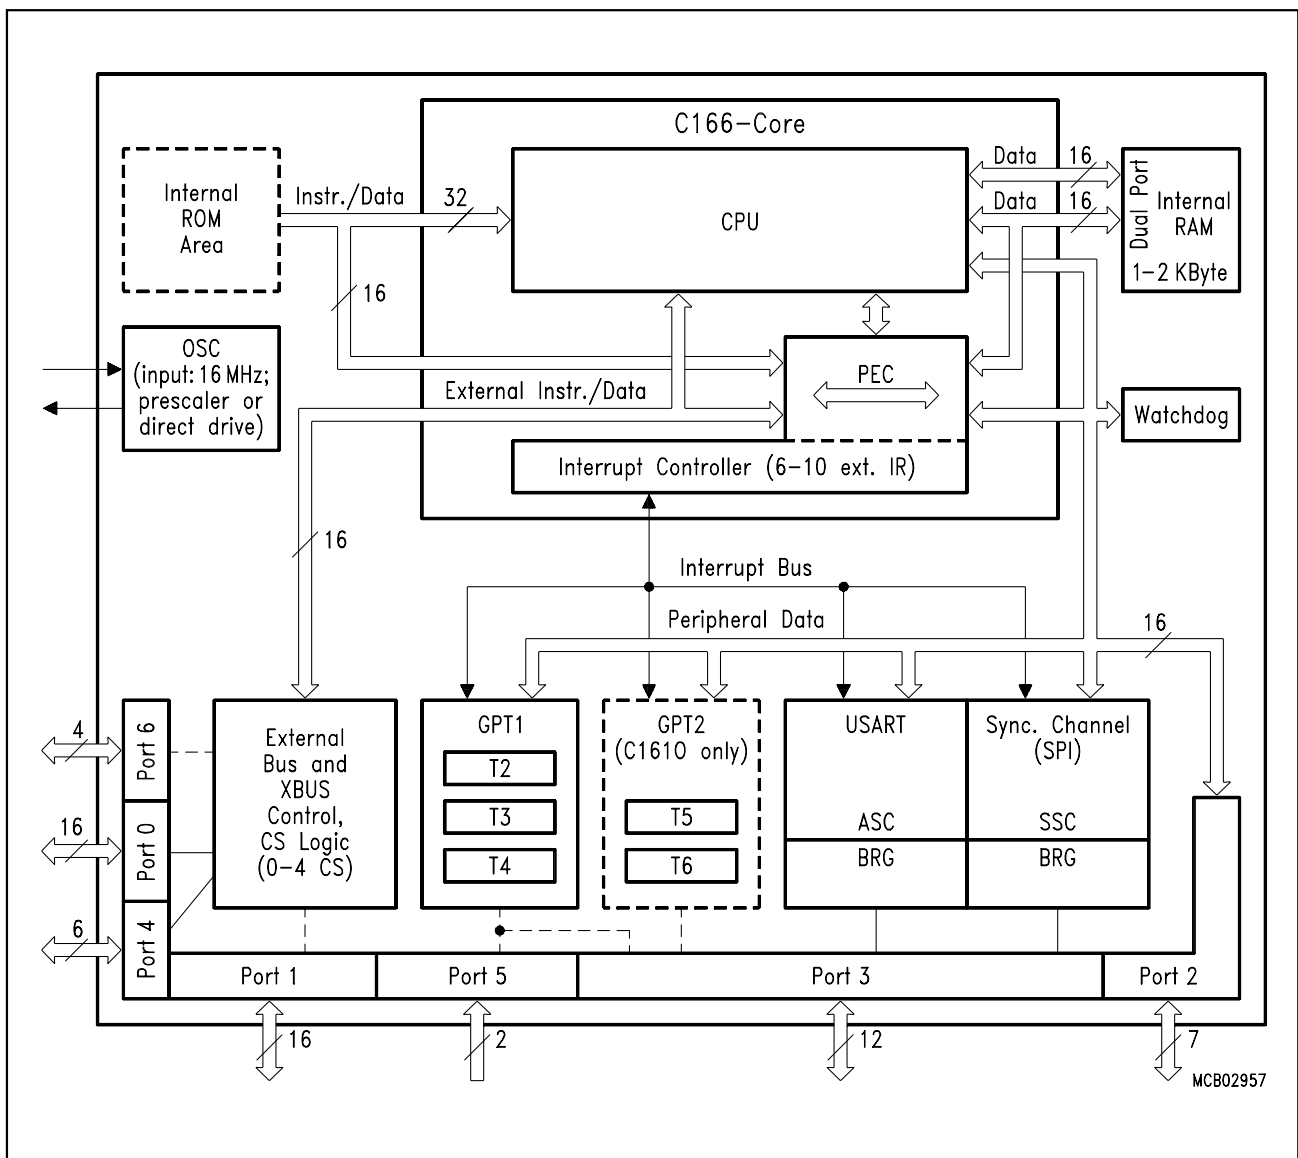 C166-Core
Internal
ROM
Area
Instr./Data
32
CPU
Data
16
Data
16
Dual Port
Internal
RAM
1-2 KByte
16
OSC
(input: 16 MHz;
prescaler or
direct drive)
External Instr./Data
PEC
Watchdog
Interrupt Controller (6-10 ext. IR)
16
Interrupt Bus
Peripheral Data
16
4
Port 6
16
Port 0
6
Port 4
External
Bus and
XBUS
Control,
CS Logic
(0-4 CS)
GPT1
T2
T3
T4
GPT2
(C161O only)
T5
T6
USART
ASC
BRG
Sync. Channel
(SPI)
SSC
BRG
Port 1
Port 5
Port 3
Port 2
16
2
12
7
MCB02957